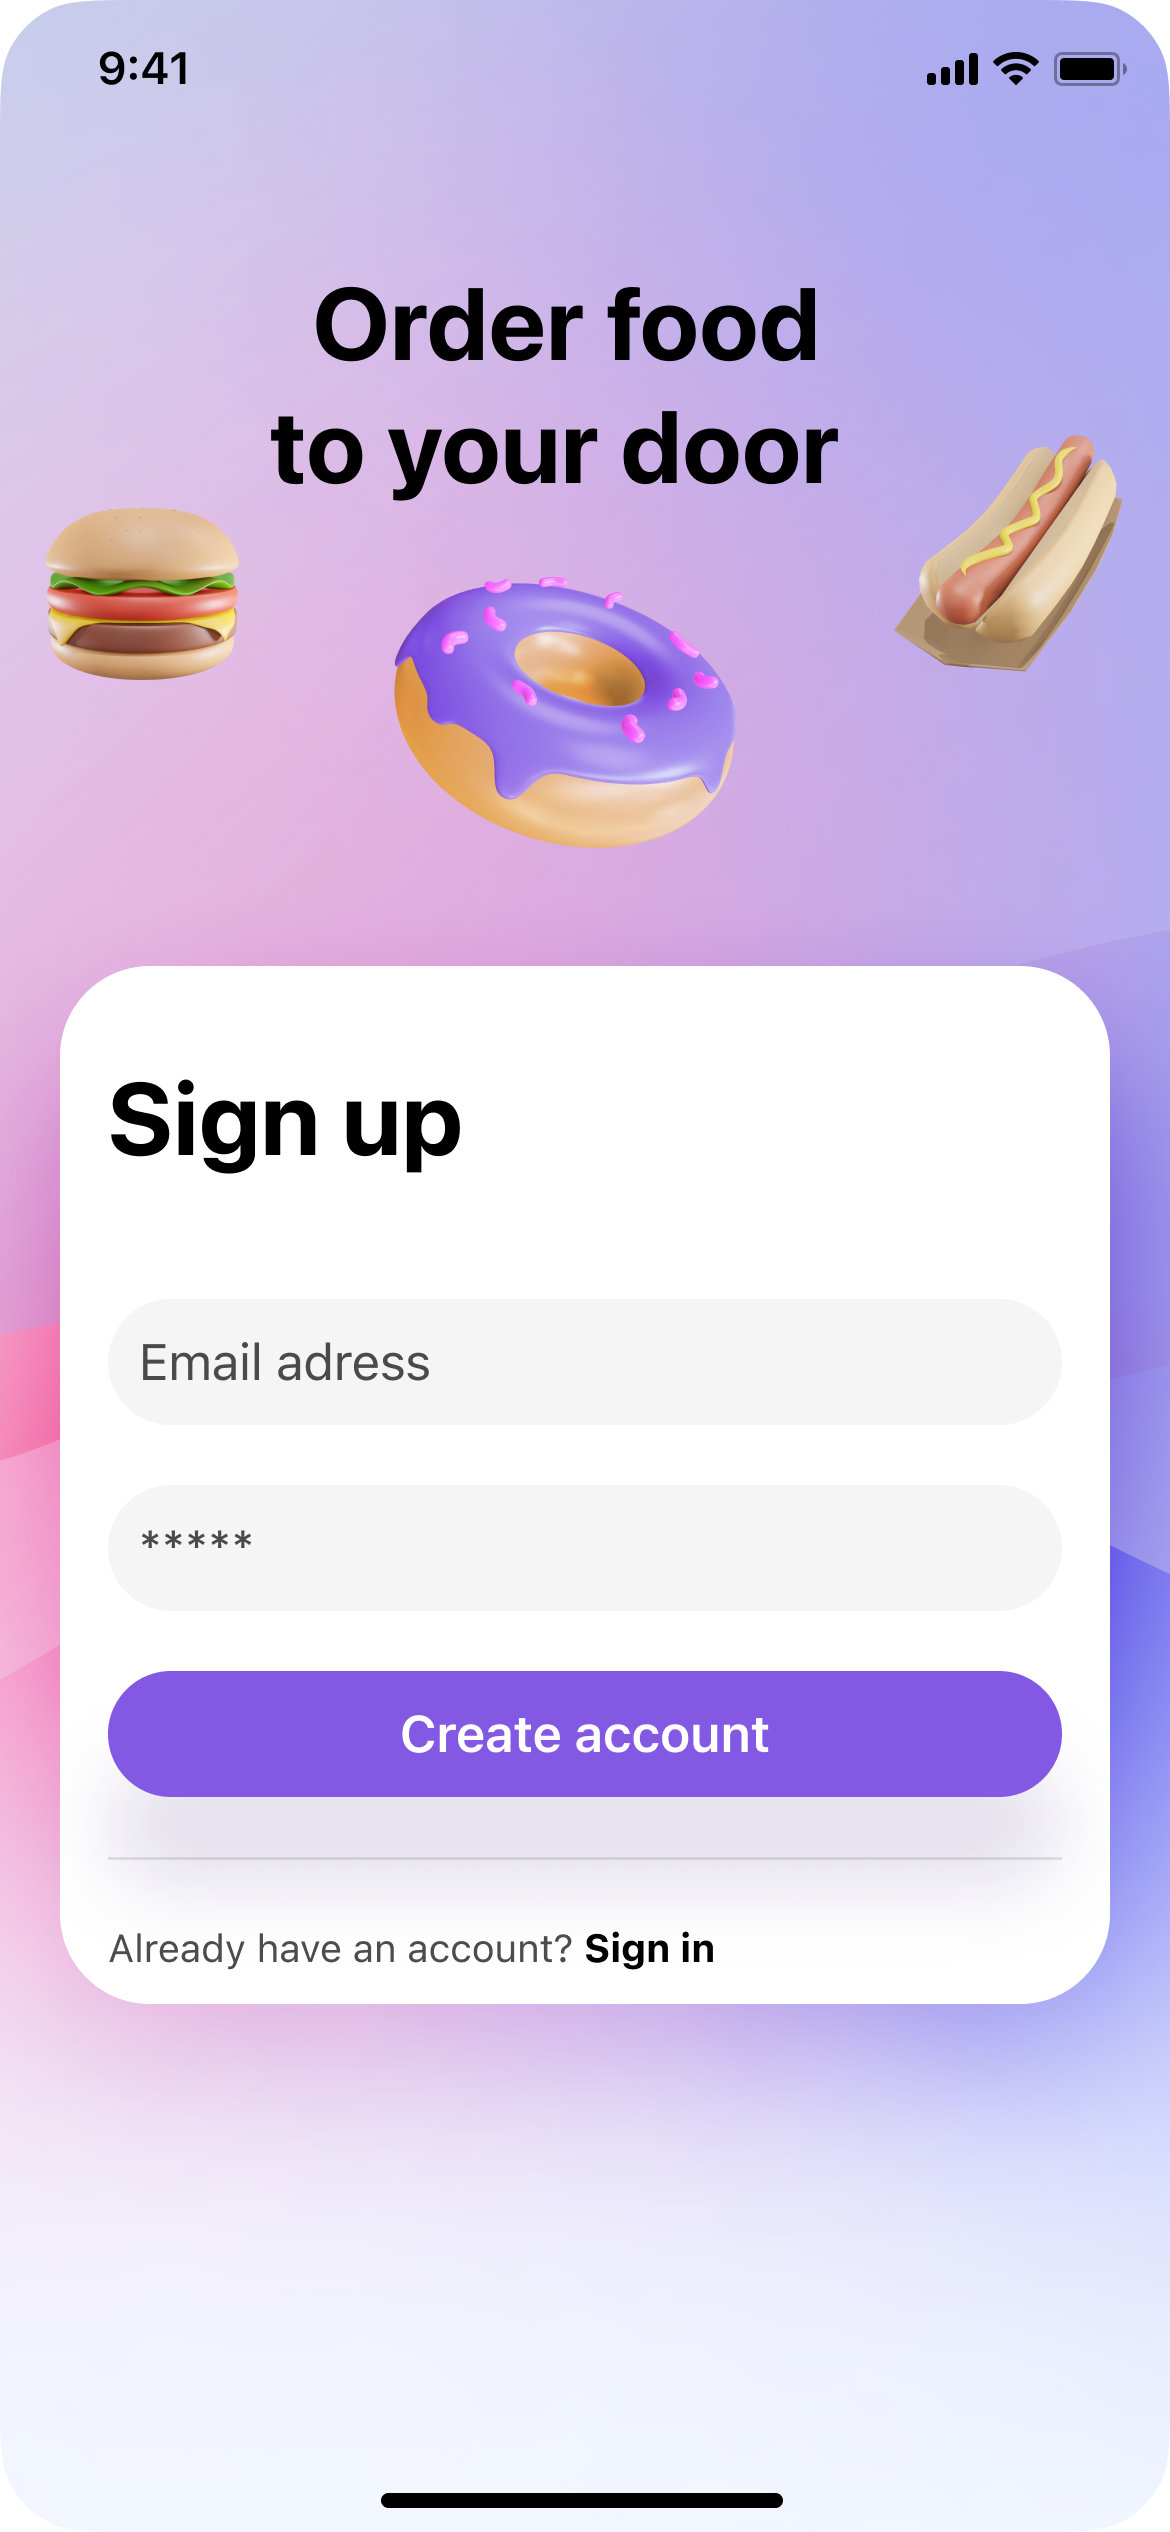 9:41
Order food
to your door
Sign up
Email adress
*****
Create account
Already have an account? Sign in